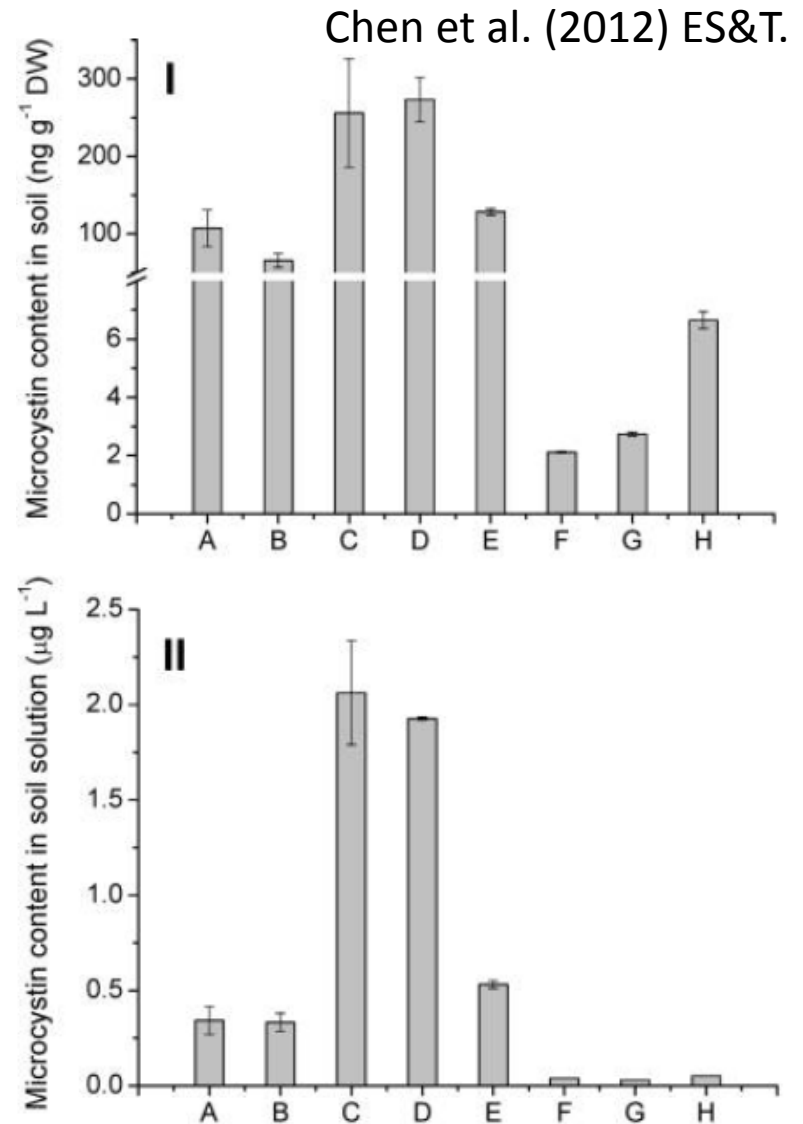 Chen et al. (2012) ES&T.
Microcystin content in soil (ng g⁻¹ DW)
I
300
200
100
6
4
2
0
A B C D E F G H
Microcystin content in soil solution (µg L⁻¹)
II
2.5
2.0
1.5
1.0
0.5
0.0
A B C D E F G H